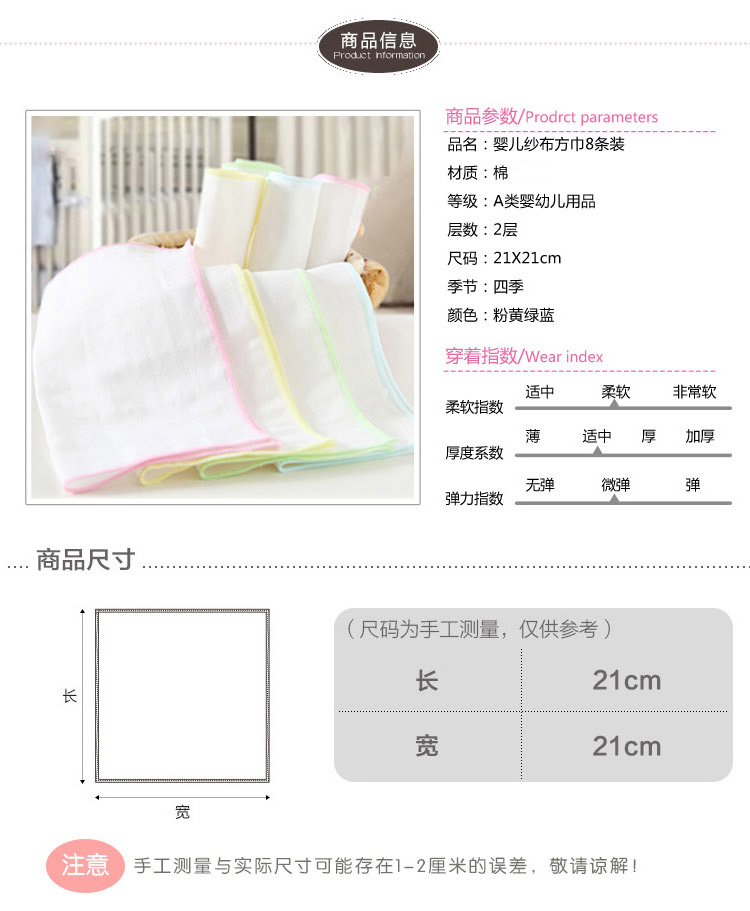 商品信息
Product Information
商品参数/Prodrct parameters
品名：婴儿纱布方巾8条装
材质：棉
等级：A类婴幼儿用品
层数：2层
尺码：21X21cm
季节：四季
颜色：粉黄绿蓝
穿着指数/Wear index
柔软指数 适中 柔软 非常软
厚度系数 薄 适中 厚 加厚
弹力指数 无弹 微弹 弹
商品尺寸
（尺码为手工测量，仅供参考）
长 21cm
宽 21cm
长
宽
注意 手工测量与实际尺寸可能存在1-2厘米的误差，敬请谅解！